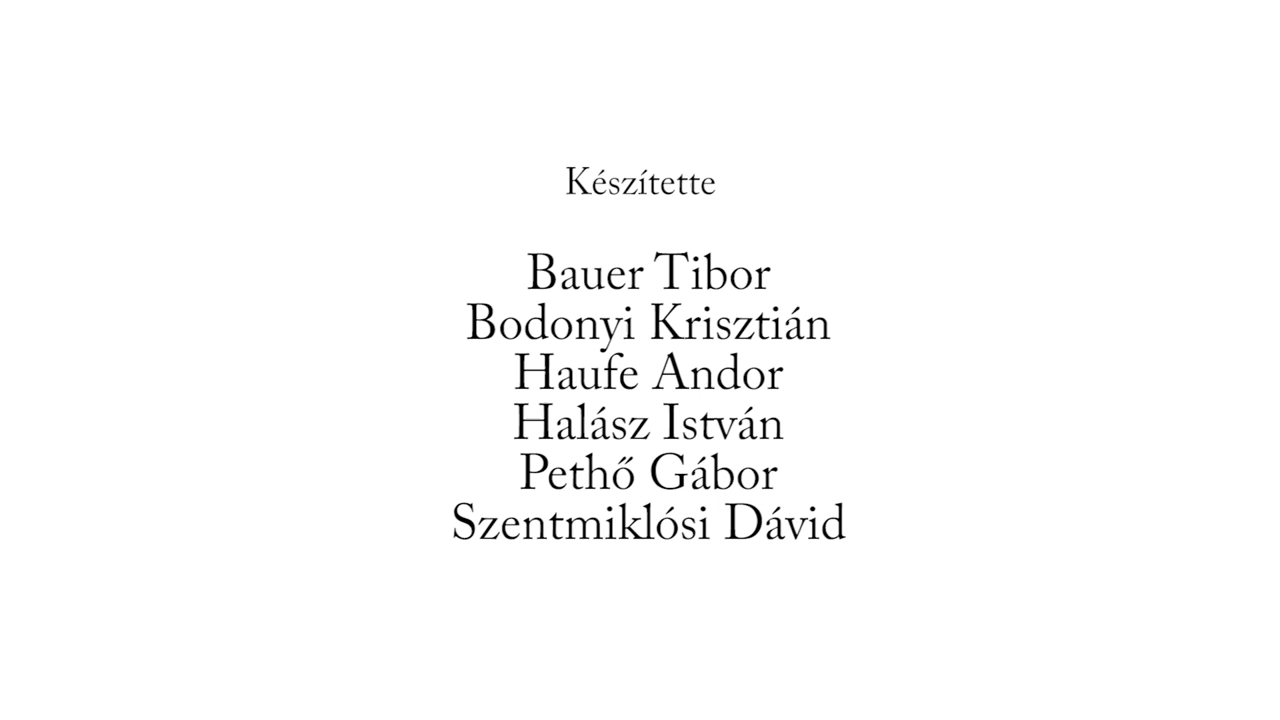 Készítette
Bauer Tibor
Bodonyi Krisztián
Haufe Andor
Halász István
Pethő Gábor
Szentmiklósi Dávid